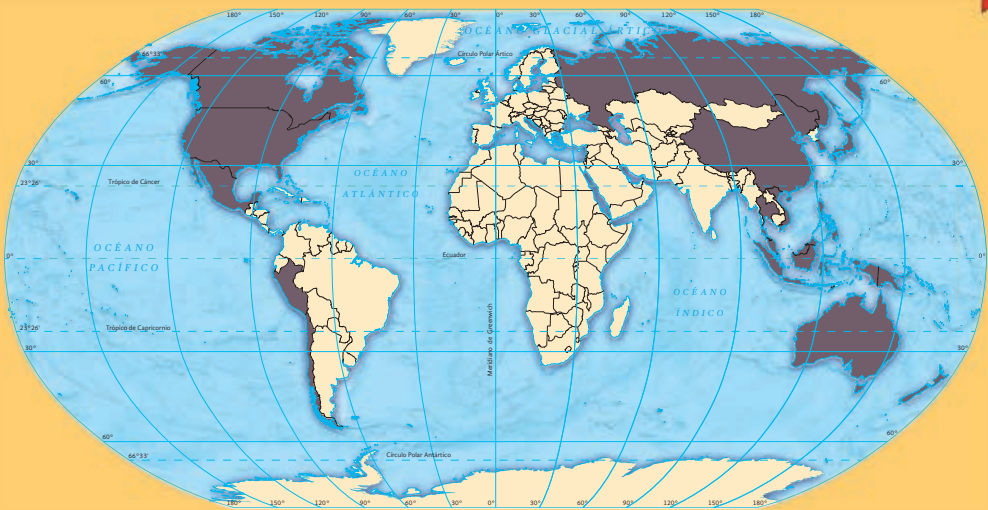 180° 150° 120° 90° 60° 30° 0° 30° 60° 90° 120° 150° 180°
OCÉANO GLACIAL ÁRTICO
66°33' Círculo Polar Ártico
60° 60°
30° 30°
23°26' Trópico de Cáncer
OCÉANO
ATLÁNTICO
OCÉANO
PACÍFICO
0° Ecuador 0°
OCÉANO
ÍNDICO
Meridiano de Greenwich
23°26' Trópico de Capricornio
30° 30°
60° 60°
66°33' Círculo Polar Antártico
180° 150° 120° 90° 60° 30° 0° 30° 60° 90° 120° 150° 180°